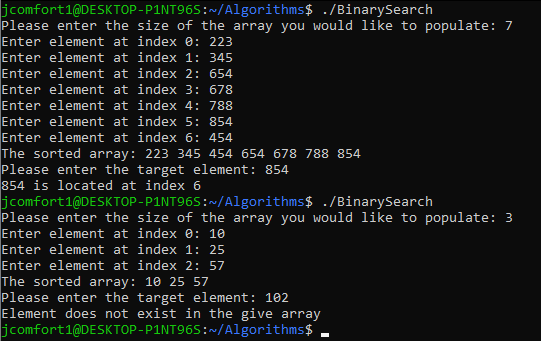 jcomfort1@DESKTOP-P1NT96S:~/Algorithms$ ./BinarySearch
Please enter the size of the array you would like to populate: 7
Enter element at index 0: 223
Enter element at index 1: 345
Enter element at index 2: 654
Enter element at index 3: 678
Enter element at index 4: 788
Enter element at index 5: 854
Enter element at index 6: 454
The sorted array: 223 345 454 654 678 788 854
Please enter the target element: 854
854 is located at index 6
jcomfort1@DESKTOP-P1NT96S:~/Algorithms$ ./BinarySearch
Please enter the size of the array you would like to populate: 3
Enter element at index 0: 10
Enter element at index 1: 25
Enter element at index 2: 57
The sorted array: 10 25 57
Please enter the target element: 102
Element does not exist in the give array
jcomfort1@DESKTOP-P1NT96S:~/Algorithms$